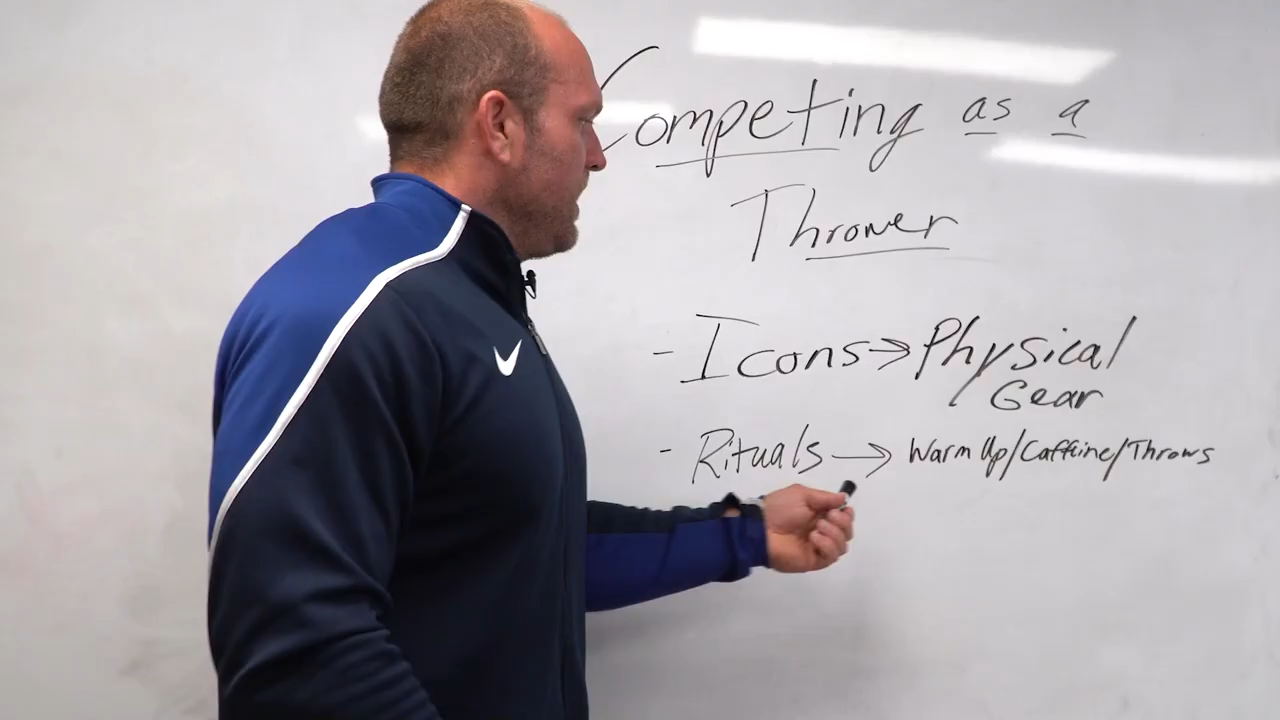 Competing as a
Thrower
- Icons → Physical
Gear
- Rituals → Warm Up/Caffeine/Throws